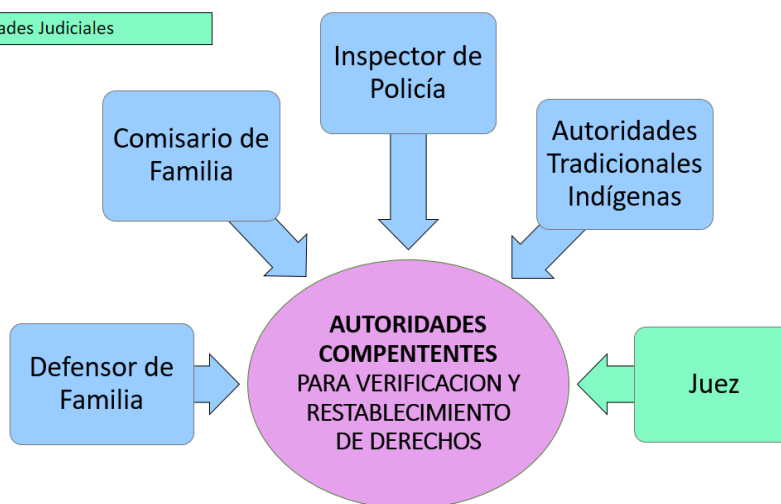 ades Judiciales
Inspector de
Policía
Comisario de
Familia
Autoridades
Tradicionales
Indígenas
AUTORIDADES
COMPENTENTES
PARA VERIFICACION Y
RESTABLECIMIENTO
DE DERECHOS
Defensor de
Familia
Juez